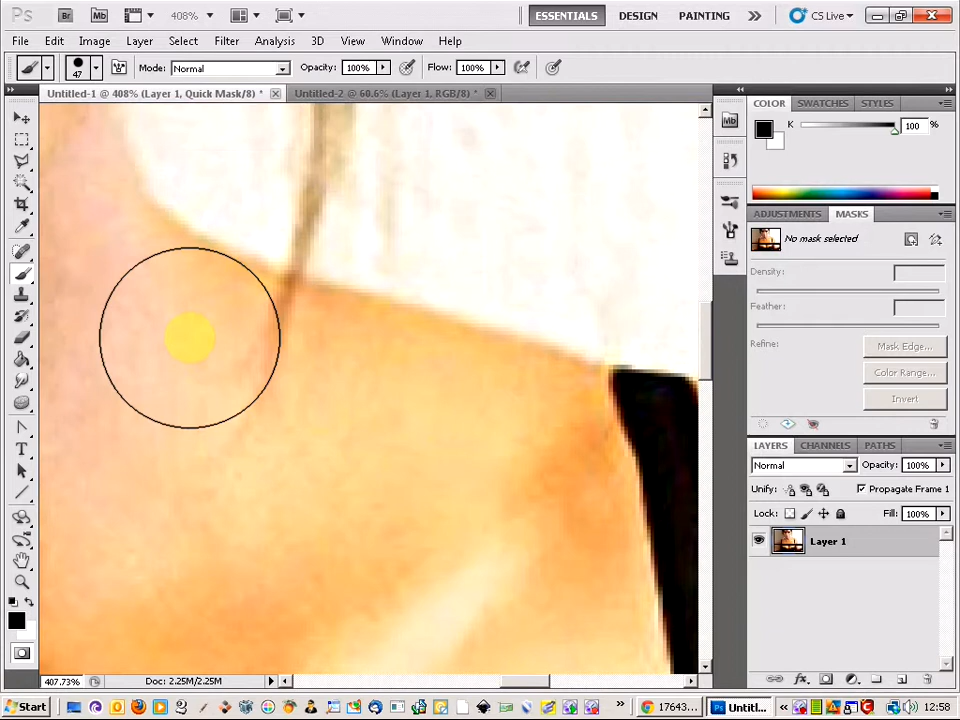 Ps Br Mb 408% ESSENTIALS DESIGN PAINTING CS Live
File Edit Image Layer Select Filter Analysis 3D View Window Help
47 Mode: Normal Opacity: 100% Flow: 100%
Untitled-1 @ 408% (Layer 1, Quick Mask/8) * Untitled-2 @ 60.6% (Layer 1, RGB/8) *
COLOR SWATCHES STYLES
Mb
K 100 %
ADJUSTMENTS MASKS
No mask selected
Density:
Feather:
Refine: Mask Edge...
Color Range...
Invert
LAYERS CHANNELS PATHS
Normal Opacity: 100%
Unify: Propagate Frame 1
Lock: Fill: 100%
Layer 1
T
407.73% Doc: 2.25M/2.25M
Start 17643... Ps Untitl... 12:58